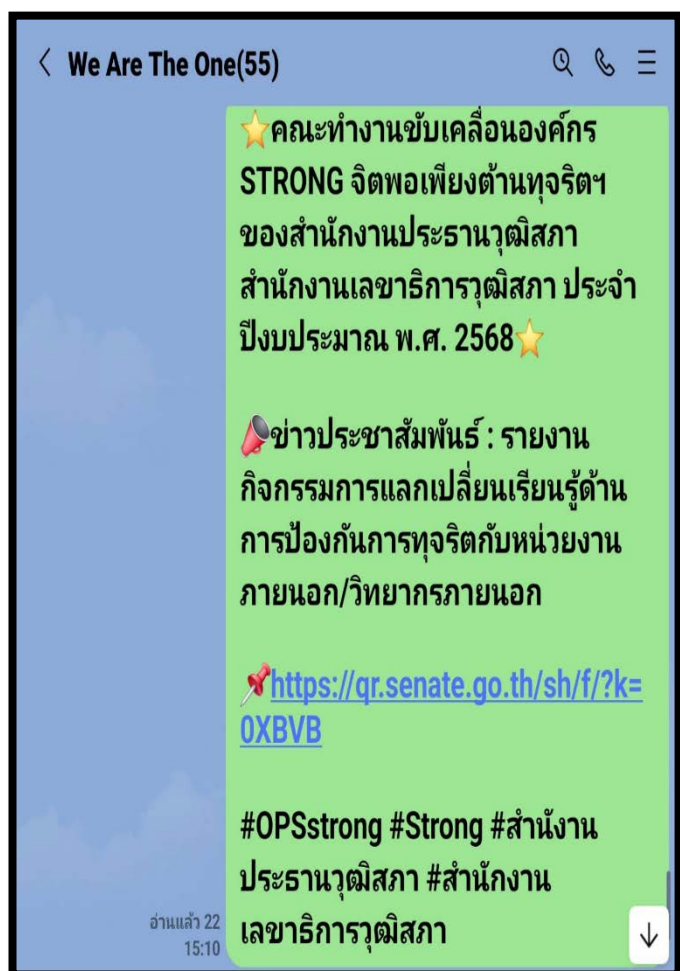 We Are The One(55)
⭐คณะทำงานขับเคลื่อนองค์กร
STRONG จิตพอเพียงต้านทุจริตฯ
ของสำนักงานประธานวุฒิสภา
สำนักงานเลขาธิการวุฒิสภา ประจำ
ปีงบประมาณ พ.ศ. 2568⭐
📣ข่าวประชาสัมพันธ์ : รายงาน
กิจกรรมการแลกเปลี่ยนเรียนรู้ด้าน
การป้องกันการทุจริตกับหน่วยงาน
ภายนอก/วิทยากรภายนอก
📌https://qr.senate.go.th/sh/f/?k=
0XBVB
#OPSstrong #Strong #สำนังาน
ประธานวุฒิสภา #สำนักงาน
เลขาธิการวุฒิสภา
อ่านแล้ว 22
15:10